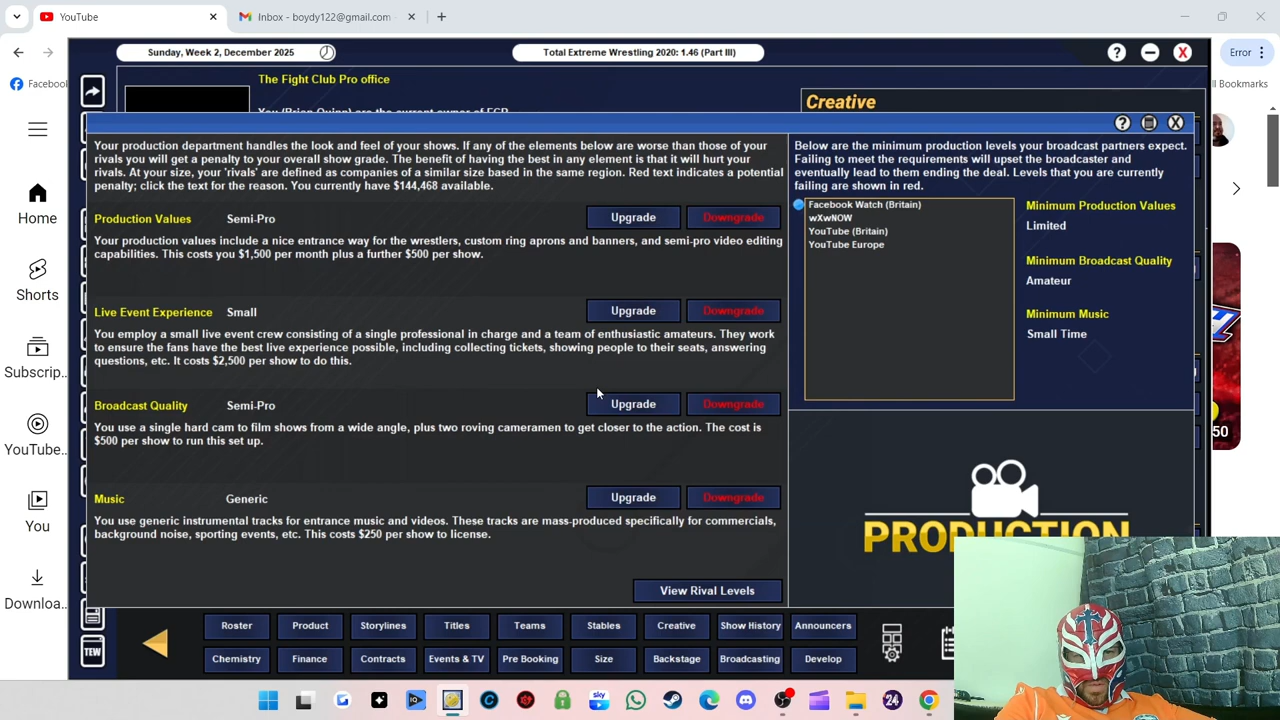 YouTube
Inbox - boydy122@gmail.com
Sunday, Week 2, December 2025
Total Extreme Wrestling 2020: 1.46 (Part III)
Error
Facebook
The Fight Club Pro office
Creative
ll Bookmarks
Your production department handles the look and feel of your shows. If any of the elements below are worse than those of your
rivals you will get a penalty to your overall show grade. The benefit of having the best in any element is that it will hurt your
rivals. At your size, your 'rivals' are defined as companies of a similar size based in the same region. Red text indicates a potential
penalty; click the text for the reason. You currently have $144,468 available.
Production Values Semi-Pro Upgrade Downgrade
Your production values include a nice entrance way for the wrestlers, custom ring aprons and banners, and semi-pro video editing
capabilities. This costs you $1,500 per month plus a further $500 per show.
Live Event Experience Small Upgrade Downgrade
You employ a small live event crew consisting of a single professional in charge and a team of enthusiastic amateurs. They work
to ensure the fans have the best live experience possible, including collecting tickets, showing people to their seats, answering
questions, etc. It costs $2,500 per show to do this.
Broadcast Quality Semi-Pro Upgrade Downgrade
You use a single hard cam to film shows from a wide angle, plus two roving cameramen to get closer to the action. The cost is
$500 per show to run this set up.
Music Generic Upgrade Downgrade
You use generic instrumental tracks for entrance music and videos. These tracks are mass-produced specifically for commercials,
background noise, sporting events, etc. This costs $250 per show to license.
View Rival Levels
Below are the minimum production levels your broadcast partners expect.
Failing to meet the requirements will upset the broadcaster and
eventually lead to them ending the deal. Levels that you are currently
failing are shown in red.
Facebook Watch (Britain)
wXwNOW
YouTube (Britain)
YouTube Europe
Minimum Production Values
Limited
Minimum Broadcast Quality
Amateur
Minimum Music
Small Time
PRODUCTION
Home
Shorts
Subscrip...
YouTube...
You
Downloa...
50
TEW
Roster Product Storylines Titles Teams Stables Creative Show History Announcers
Chemistry Finance Contracts Events & TV Pre Booking Size Backstage Broadcasting Develop
sky
24